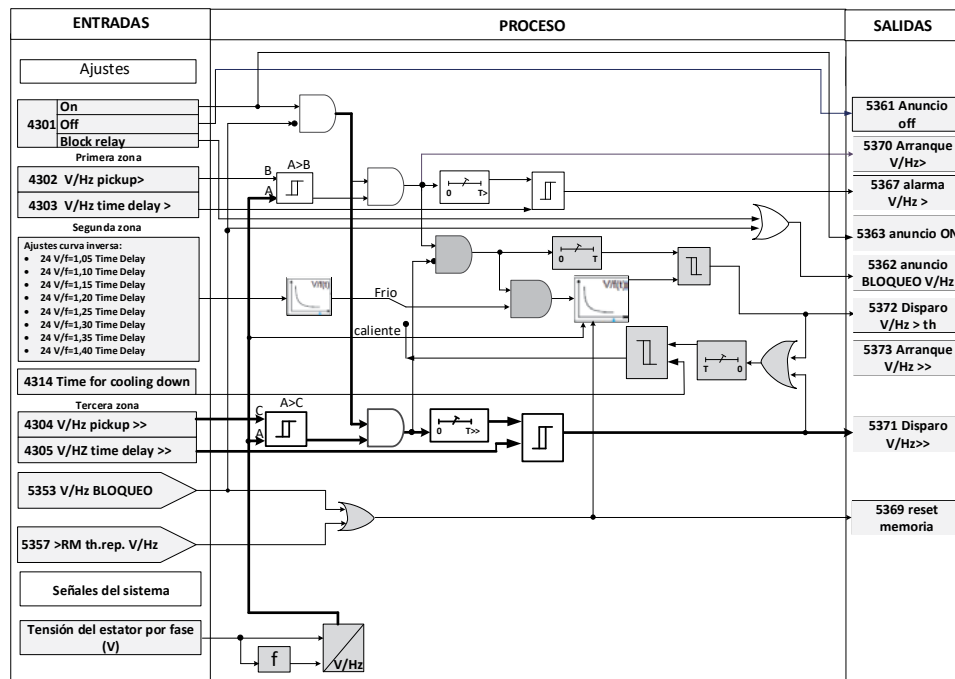 ENTRADAS
PROCESO
SALIDAS
Ajustes
4301
On
Off
Block relay
Primera zona
4302 V/Hz pickup>
4303 V/Hz time delay >
Segunda zona
Ajustes curva inversa:
• 24 V/f=1,05 Time Delay
• 24 V/f=1,10 Time Delay
• 24 V/f=1,15 Time Delay
• 24 V/f=1,20 Time Delay
• 24 V/f=1,25 Time Delay
• 24 V/f=1,30 Time Delay
• 24 V/f=1,35 Time Delay
• 24 V/f=1,40 Time Delay
4314 Time for cooling down
Tercera zona
4304 V/Hz pickup >>
4305 V/HZ time delay >>
5353 V/Hz BLOQUEO
5357 >RM th.rep. V/Hz
Señales del sistema
Tensión del estator por fase
(V)
A>B
B
A
0 T>
0 T
V/f(t)
Frio
V/f(t)
caliente
T 0
A>C
C
A
0 T>>
f
V/Hz
5361 Anuncio
off
5370 Arranque
V/Hz>
5367 alarma
V/Hz >
5363 anuncio ON
5362 anuncio
BLOQUEO V/Hz
5372 Disparo
V/Hz > th
5373 Arranque
V/Hz >>
5371 Disparo
V/Hz>>
5369 reset
memoria